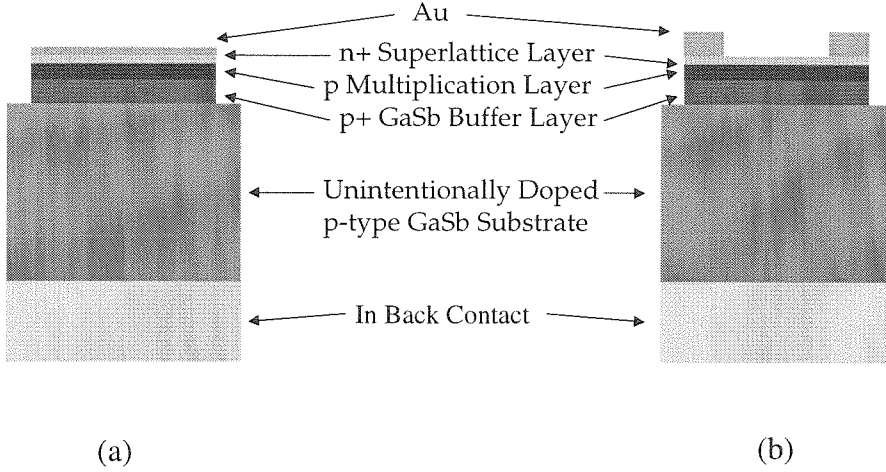 Au
n+ Superlattice Layer
p Multiplication Layer
p+ GaSb Buffer Layer
Unintentionally Doped
p-type GaSb Substrate
In Back Contact
(a)
(b)